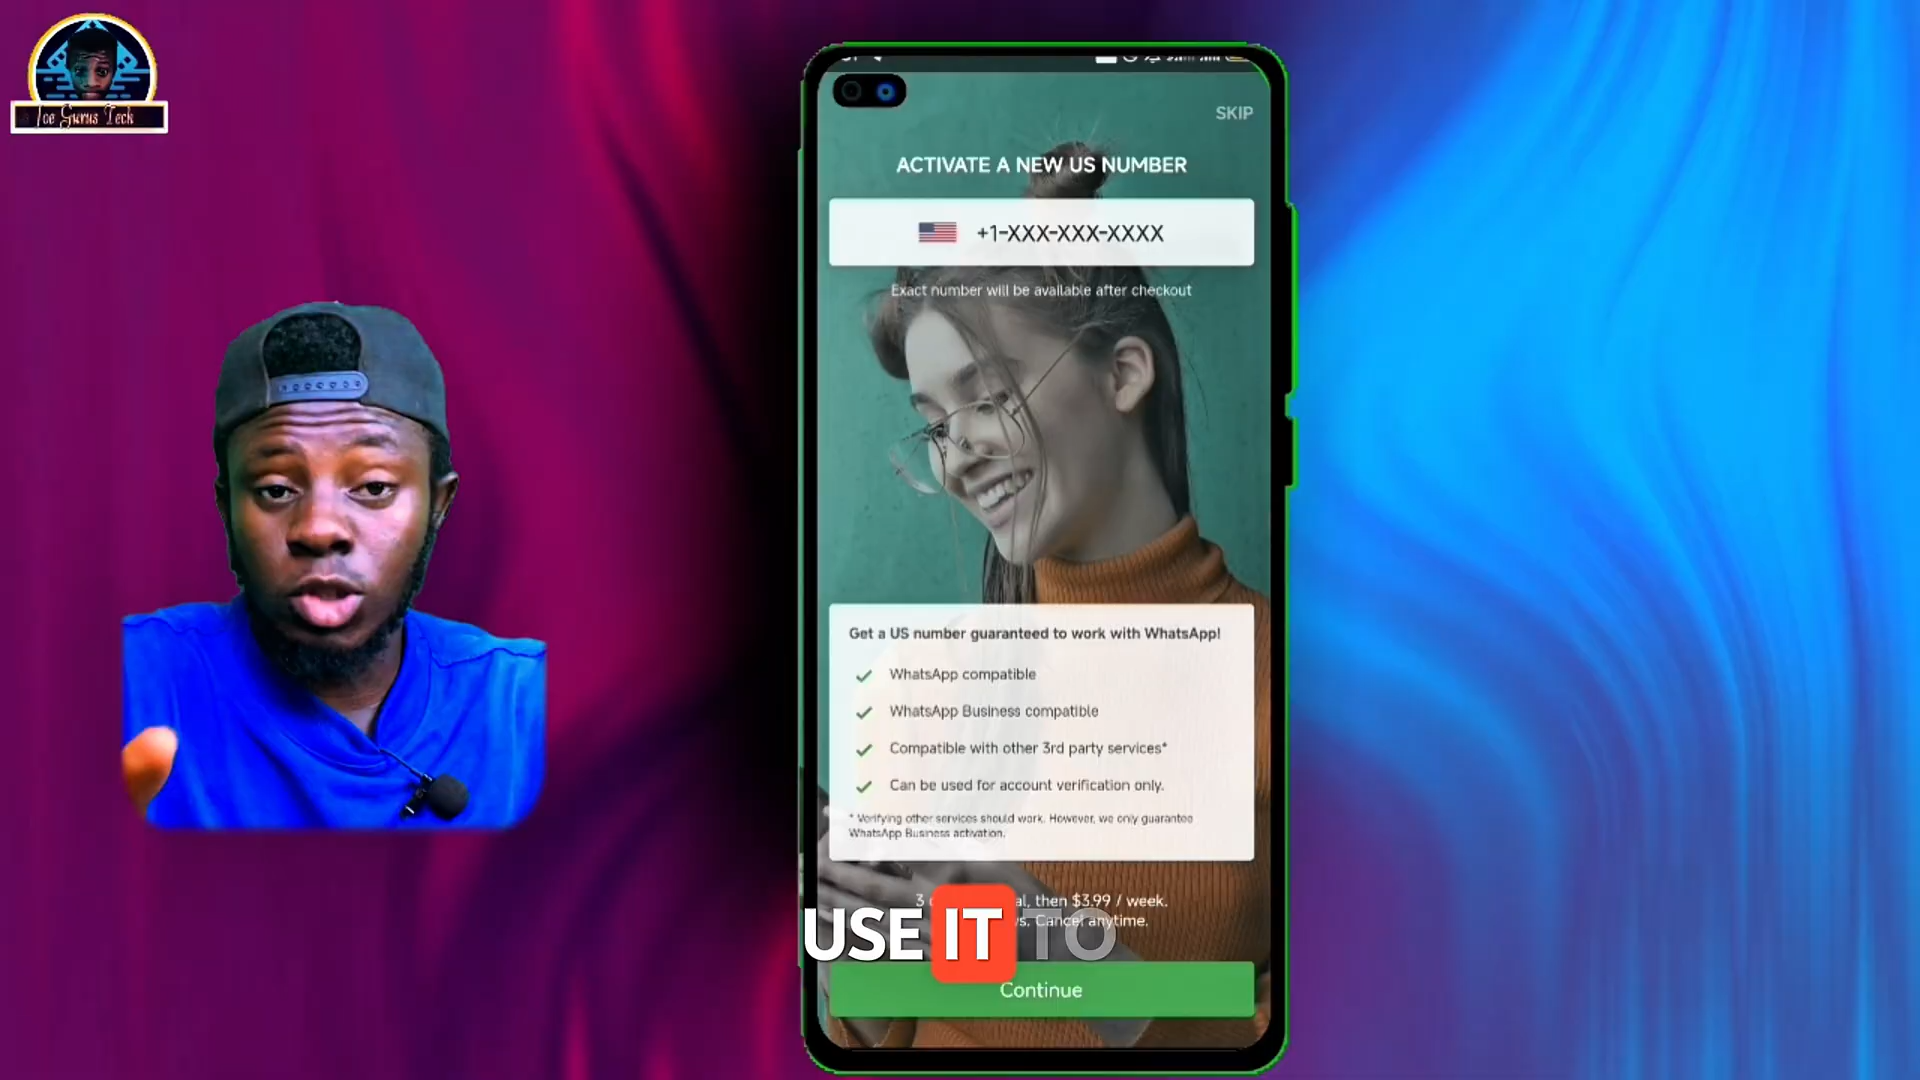 Joe Gurus Teck
SKIP
ACTIVATE A NEW US NUMBER
+1-XXX-XXX-XXXX
Exact number will be available after checkout
Get a US number guaranteed to work with WhatsApp!
WhatsApp compatible
WhatsApp Business compatible
Compatible with other 3rd party services*
Can be used for account verification only.
* Verifying other services should work. However, we only guarantee
WhatsApp Business activation.
3 then $3.99 / week.
Cancel anytime.
USE IT TO
Continue